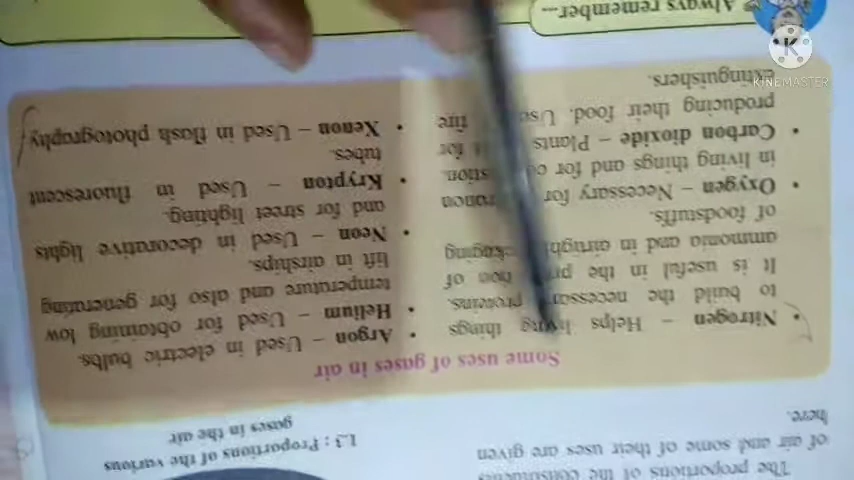 The proportions of the constituents
of air and some of their uses are given
here.
1.3 : Proportions of the various
gases in the air
Some uses of gases in air
• Nitrogen – Helps living things
to build the necessary proteins.
It is useful in the of
ammonia and in airtight
of foodstuffs.
• Oxygen – Necessary for
in living things and for
• Carbon dioxide – Plants for
producing their food. fire
extinguishers.
• Argon – Used in electric bulbs.
• Helium – Used for obtaining low
temperature and also for generating
lift in airships.
• Neon – Used in decorative lights
and for street lighting.
• Krypton – Used in fluorescent
tubes.
• Xenon – Used in flash photography
Always remember...
K
KINEMASTER